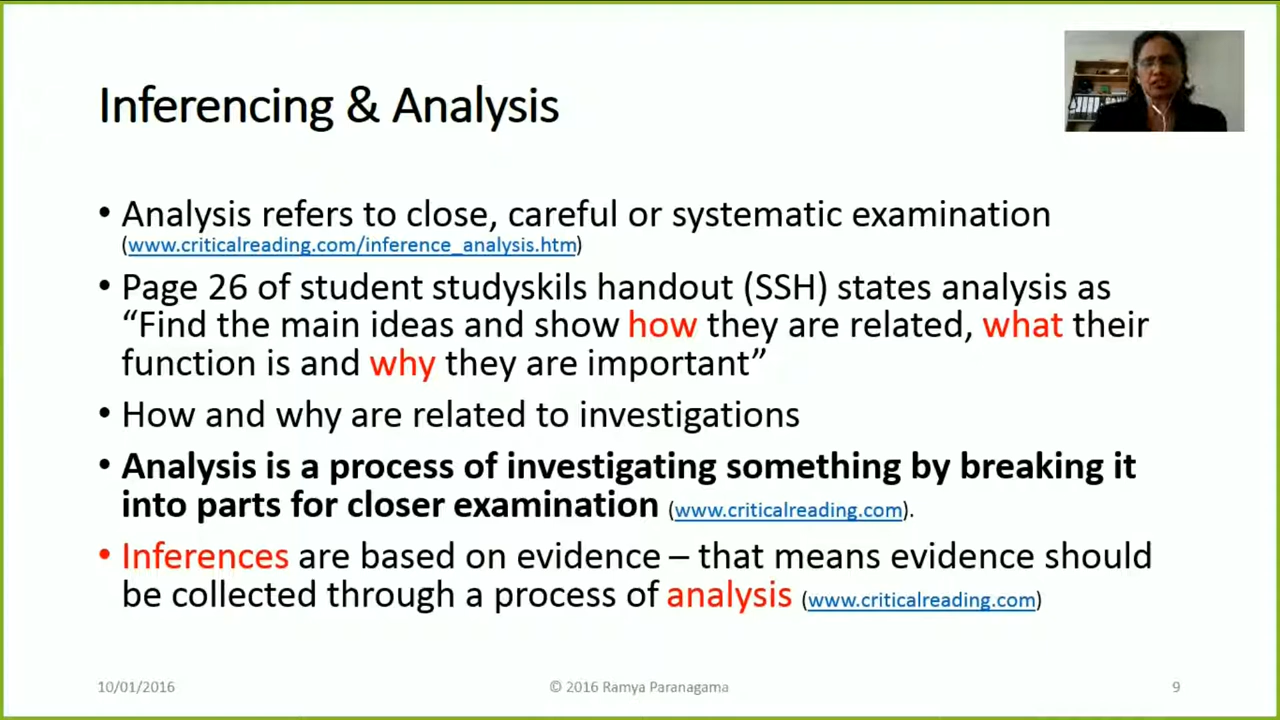 Inferencing & Analysis
• Analysis refers to close, careful or systematic examination
(www.criticalreading.com/inference_analysis.htm)
• Page 26 of student studyskils handout (SSH) states analysis as
“Find the main ideas and show how they are related, what their
function is and why they are important”
• How and why are related to investigations
• Analysis is a process of investigating something by breaking it
into parts for closer examination (www.criticalreading.com).
• Inferences are based on evidence – that means evidence should
be collected through a process of analysis (www.criticalreading.com)
10/01/2016
© 2016 Ramya Paranagama
9